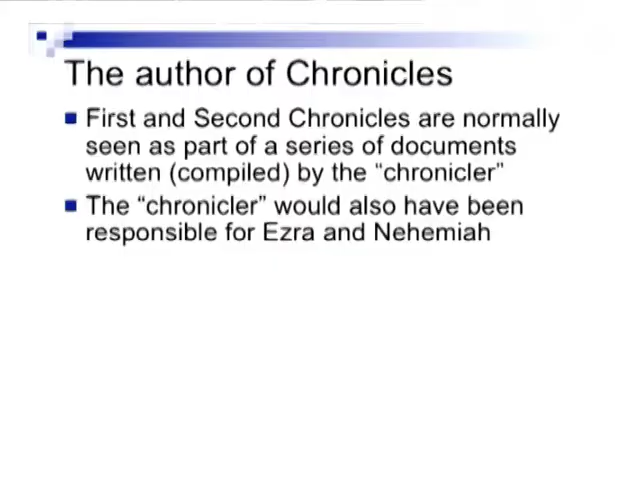 The author of Chronicles
First and Second Chronicles are normally
seen as part of a series of documents
written (compiled) by the “chronicler”
The “chronicler” would also have been
responsible for Ezra and Nehemiah